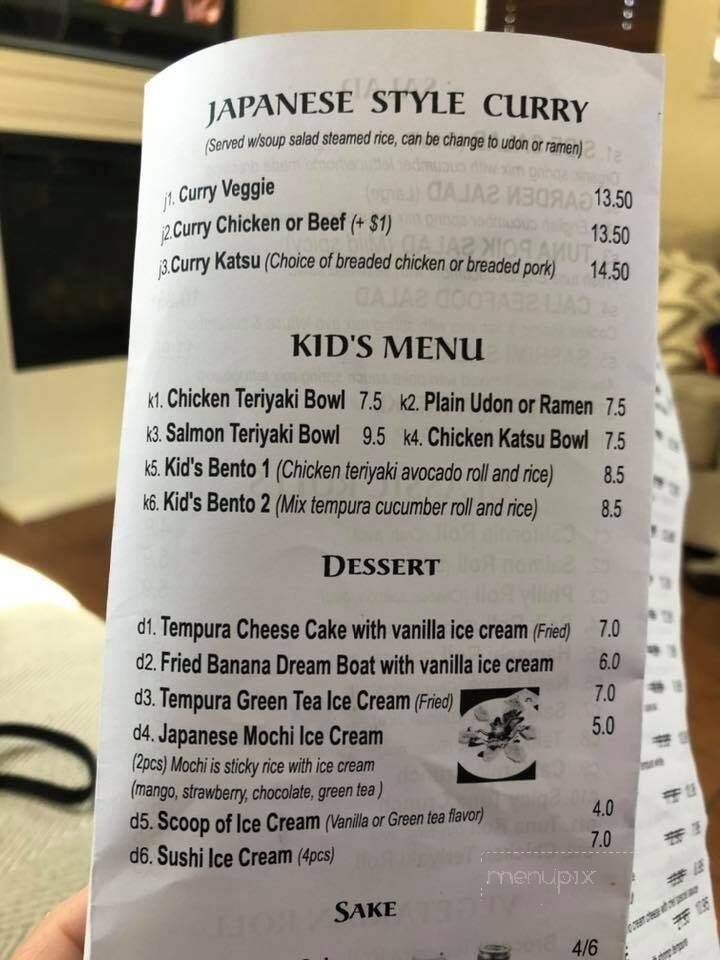 JAPANESE STYLE CURRY
(Served w/soup salad steamed rice, can be change to udon or ramen)
j1. Curry Veggie 13.50
j2. Curry Chicken or Beef (+ $1) 13.50
j3. Curry Katsu (Choice of breaded chicken or breaded pork) 14.50
KID'S MENU
k1. Chicken Teriyaki Bowl 7.5 k2. Plain Udon or Ramen 7.5
k3. Salmon Teriyaki Bowl 9.5 k4. Chicken Katsu Bowl 7.5
k5. Kid's Bento 1 (Chicken teriyaki avocado roll and rice) 8.5
k6. Kid's Bento 2 (Mix tempura cucumber roll and rice) 8.5
DESSERT
d1. Tempura Cheese Cake with vanilla ice cream (Fried) 7.0
d2. Fried Banana Dream Boat with vanilla ice cream 6.0
d3. Tempura Green Tea Ice Cream (Fried) 7.0
d4. Japanese Mochi Ice Cream 5.0
(2pcs) Mochi is sticky rice with ice cream
(mango, strawberry, chocolate, green tea )
d5. Scoop of Ice Cream (Vanilla or Green tea flavor) 4.0
d6. Sushi Ice Cream (4pcs) 7.0
menupix
SAKE
4/6